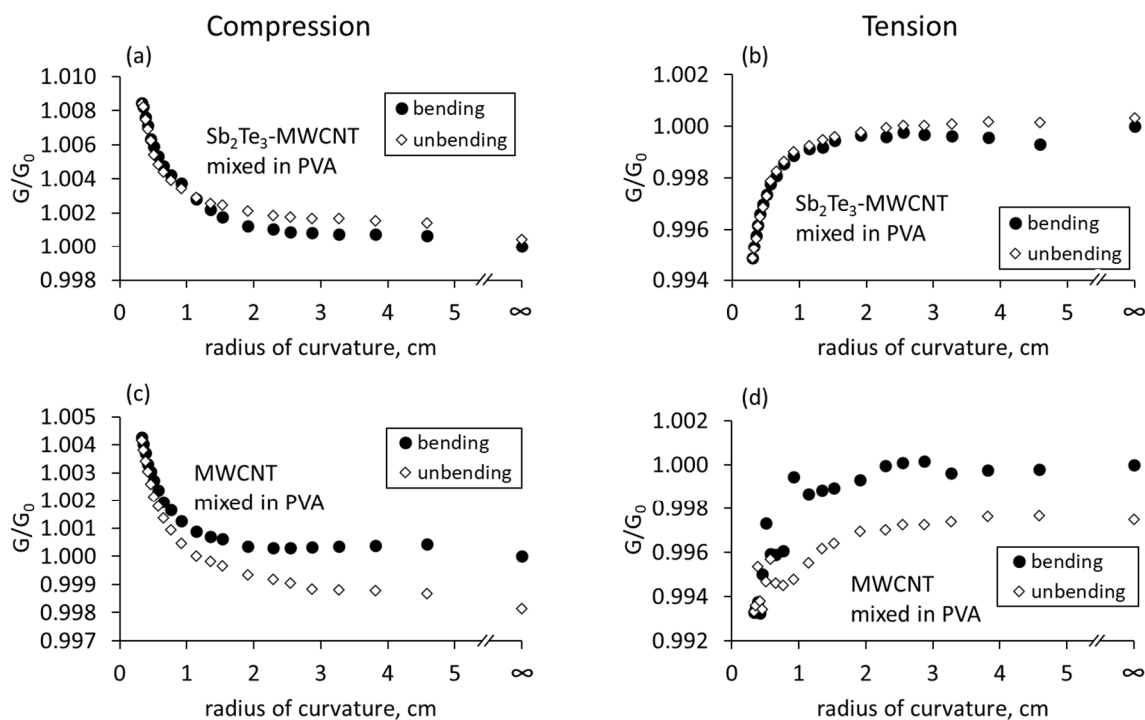 Compression
Tension
(a)
1.010
1.008
1.006
1.004
1.002
1.000
0.998
G/G₀
bending
unbending
Sb₂Te₃-MWCNT
mixed in PVA
0 1 2 3 4 5 ∞
radius of curvature, cm
(b)
1.002
1.000
0.998
0.996
0.994
G/G₀
Sb₂Te₃-MWCNT
mixed in PVA
bending
unbending
0 1 2 3 4 5 ∞
radius of curvature, cm
(c)
1.005
1.004
1.003
1.002
1.001
1.000
0.999
0.998
0.997
G/G₀
bending
unbending
MWCNT
mixed in PVA
0 1 2 3 4 5 ∞
radius of curvature, cm
(d)
1.002
1.000
0.998
0.996
0.994
0.992
G/G₀
bending
unbending
MWCNT
mixed in PVA
0 1 2 3 4 5 ∞
radius of curvature, cm